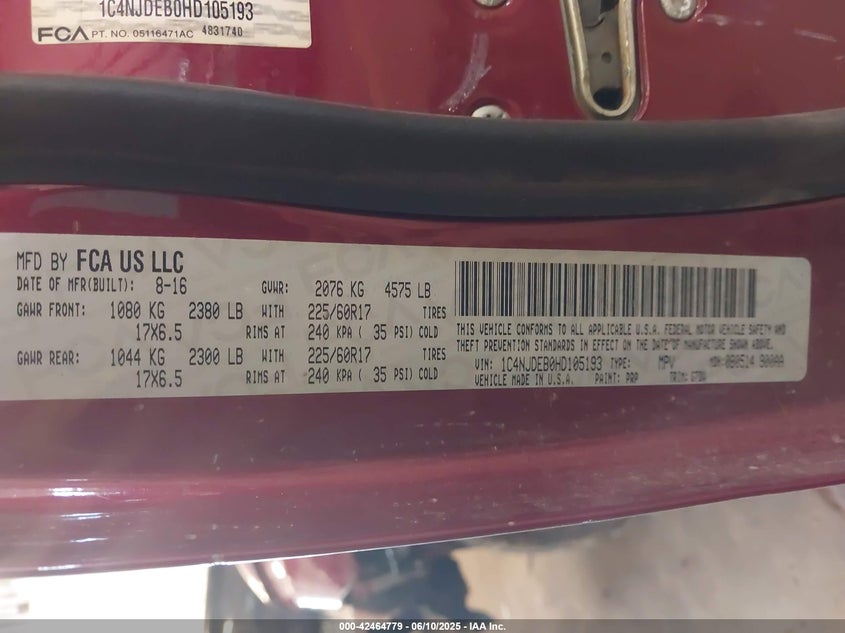 1C4NJDEB0HD105193
FCA PT. NO. 05116471AC 4831740
MFD BY FCA US LLC
DATE OF MFR(BUILT): 8-16 GVWR: 2076 KG 4575 LB
GAWR FRONT: 1080 KG 2380 LB WITH 225/60R17 TIRES
17X6.5 RIMS AT 240 KPA ( 35 PSI) COLD
GAWR REAR: 1044 KG 2300 LB WITH 225/60R17 TIRES
17X6.5 RIMS AT 240 KPA ( 35 PSI) COLD
THIS VEHICLE CONFORMS TO ALL APPLICABLE U.S.A. FEDERAL MOTOR VEHICLE SAFETY AND
THEFT PREVENTION STANDARDS IN EFFECT ON THE DATE OF MANUFACTURE SHOWN ABOVE.
VIN: 1C4NJDEB0HD105193 TYPE: MPV MDH: 080514 900AA
VEHICLE MADE IN U.S.A. PAINT: PRP TRIM:
000-42464779 - 06/10/2025 - IAA Inc.